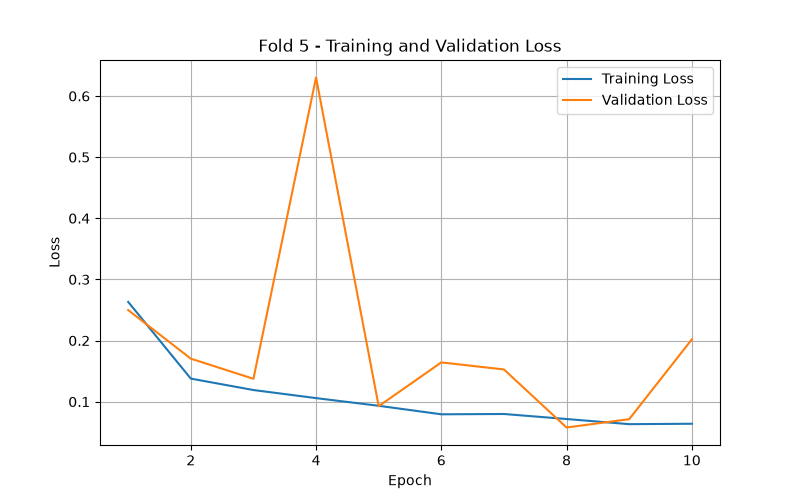 Fold 5 - Training and Validation Loss
Training Loss
Validation Loss
0.6
0.5
0.4
0.3
0.2
0.1
Loss
2
4
6
8
10
Epoch